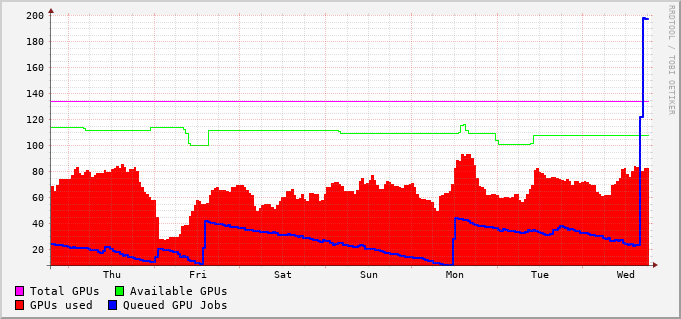 200
180
160
140
120
100
80
60
40
20
Thu Fri Sat Sun Mon Tue Wed
Total GPUs Available GPUs
GPUs used Queued GPU Jobs
RRDTOOL / TOBI OETIKER